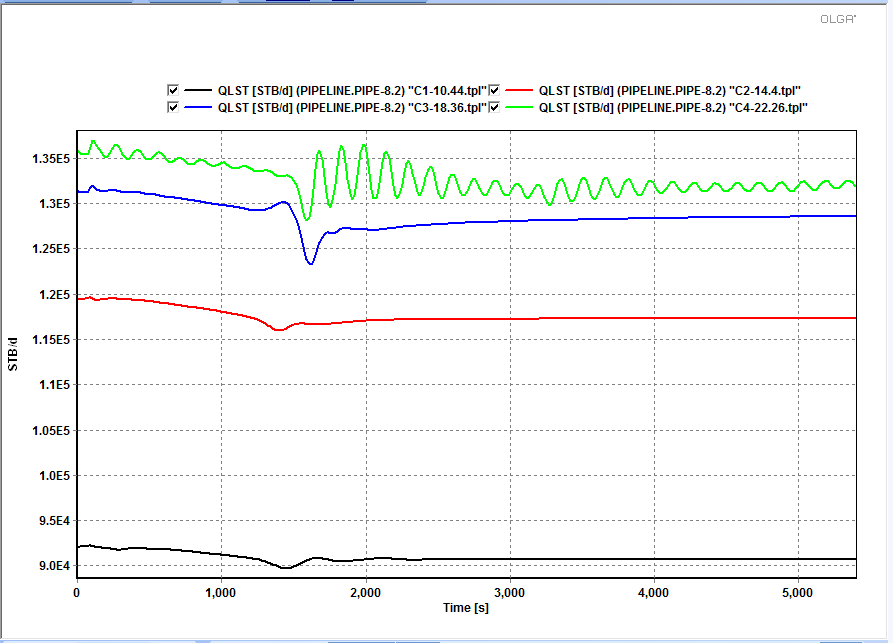 OLGA
QLST [STB/d] (PIPELINE.PIPE-8.2) "C1-10.44.tpl" QLST [STB/d] (PIPELINE.PIPE-8.2) "C2-14.4.tpl"
QLST [STB/d] (PIPELINE.PIPE-8.2) "C3-18.36.tpl" QLST [STB/d] (PIPELINE.PIPE-8.2) "C4-22.26.tpl"
1.35E5
1.3E5
1.25E5
1.2E5
1.15E5
1.1E5
1.05E5
1.0E5
9.5E4
9.0E4
STB/d
0 1,000 2,000 3,000 4,000 5,000
Time [s]